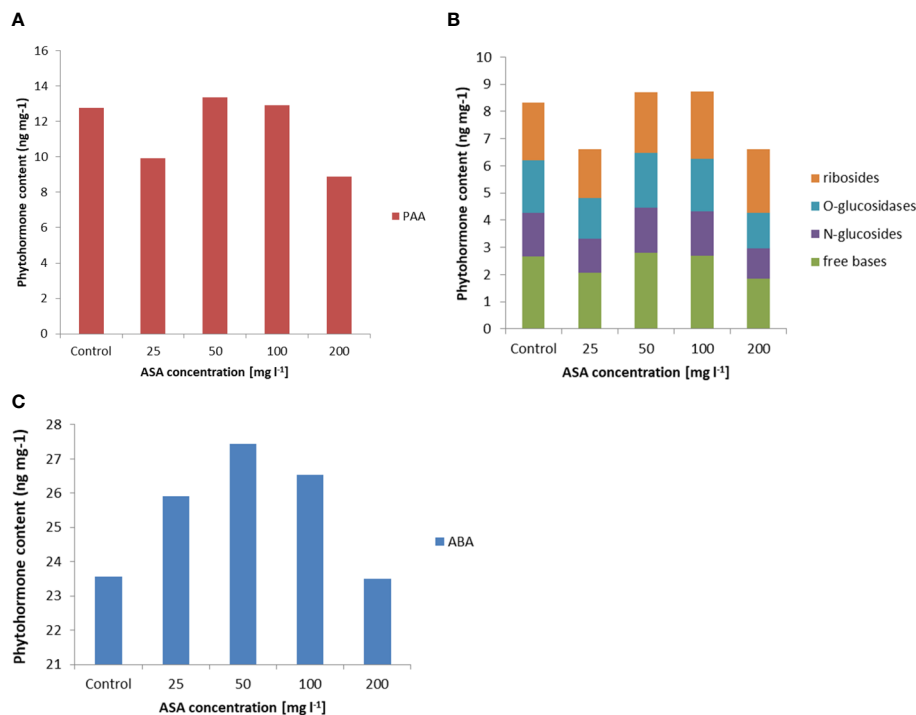 A
Phytohormone content (ng mg-1)
16
14
12
10
8
6
4
2
0
Control 25 50 100 200
ASA concentration [mg l-1]
PAA
B
Phytohormone content (ng mg-1)
10
9
8
7
6
5
4
3
2
1
0
Control 25 50 100 200
ASA concentration [mg l-1]
ribosides
O-glucosidases
N-glucosides
free bases
C
Phytohormone content (ng mg-1)
28
27
26
25
24
23
22
21
Control 25 50 100 200
ASA concentration [mg l-1]
ABA